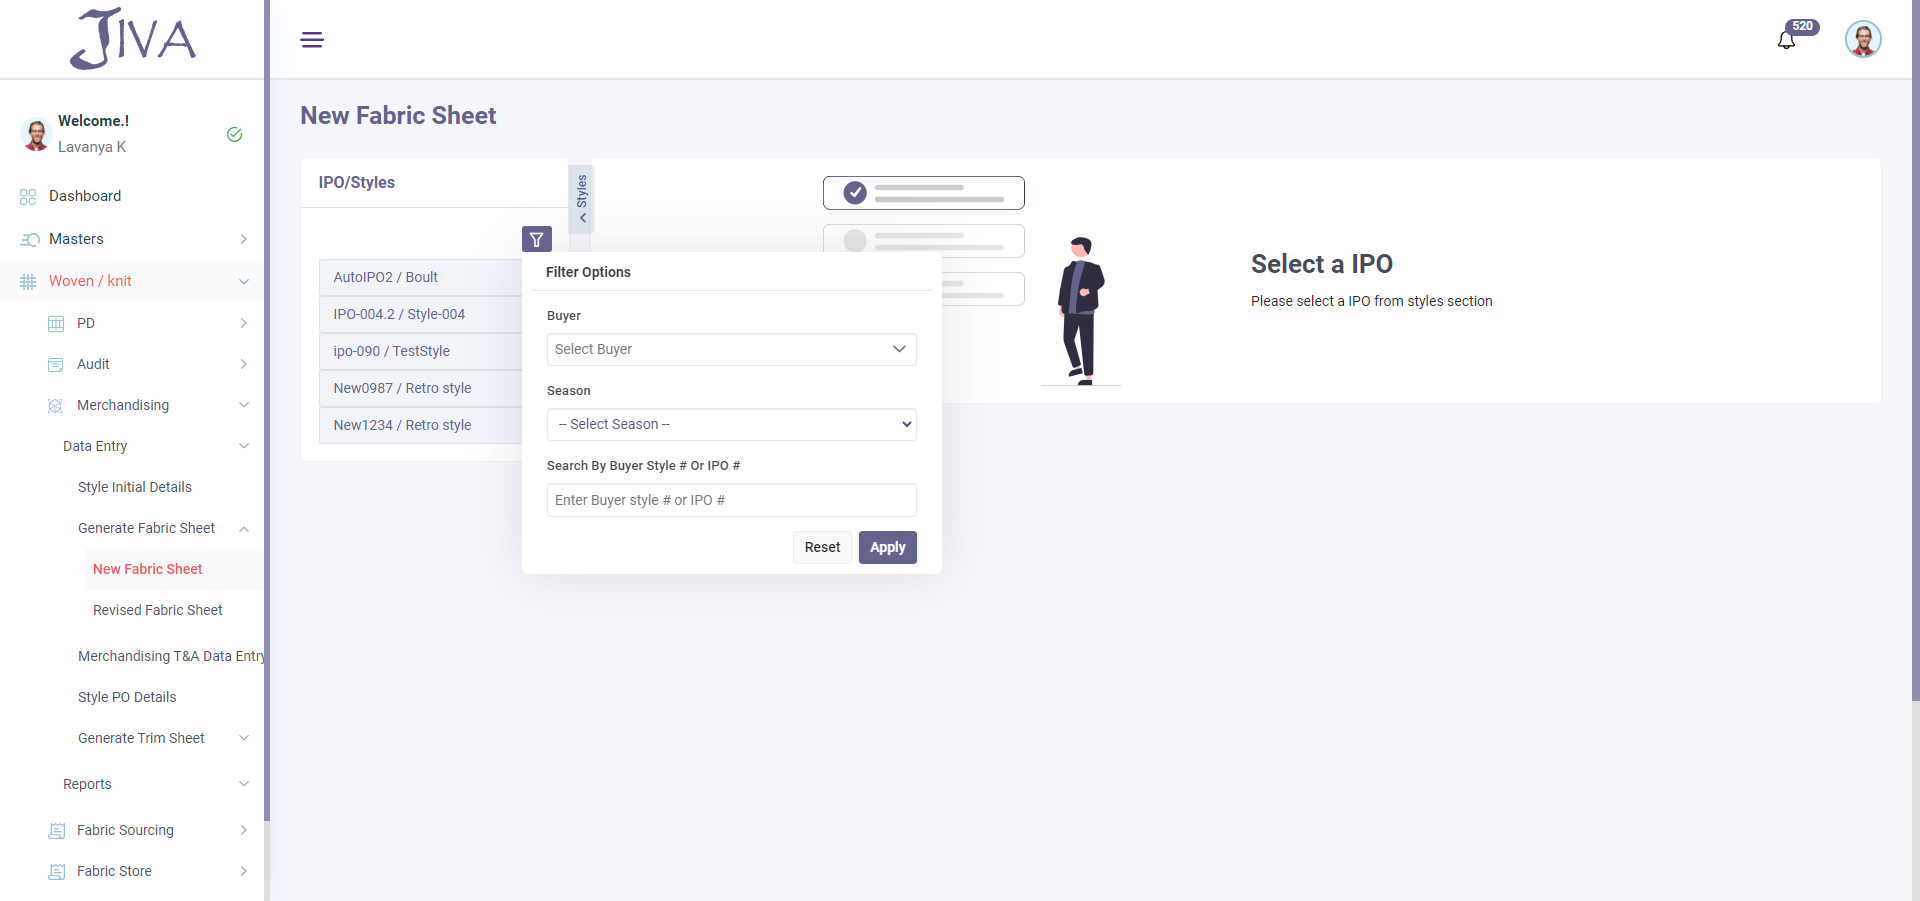 JIVA
520
Welcome.!
Lavanya K
Dashboard
Masters
Woven / knit
PD
Audit
Merchandising
Data Entry
Style Initial Details
Generate Fabric Sheet
New Fabric Sheet
Revised Fabric Sheet
Merchandising T&A Data Entry
Style PO Details
Generate Trim Sheet
Reports
Fabric Sourcing
Fabric Store
New Fabric Sheet
IPO/Styles
Styles
AutoIPO2 / Boult
IPO-004.2 / Style-004
ipo-090 / TestStyle
New0987 / Retro style
New1234 / Retro style
Filter Options
Buyer
Select Buyer
Season
-- Select Season --
Search By Buyer Style # Or IPO #
Enter Buyer style # or IPO #
Reset
Apply
Select a IPO
Please select a IPO from styles section